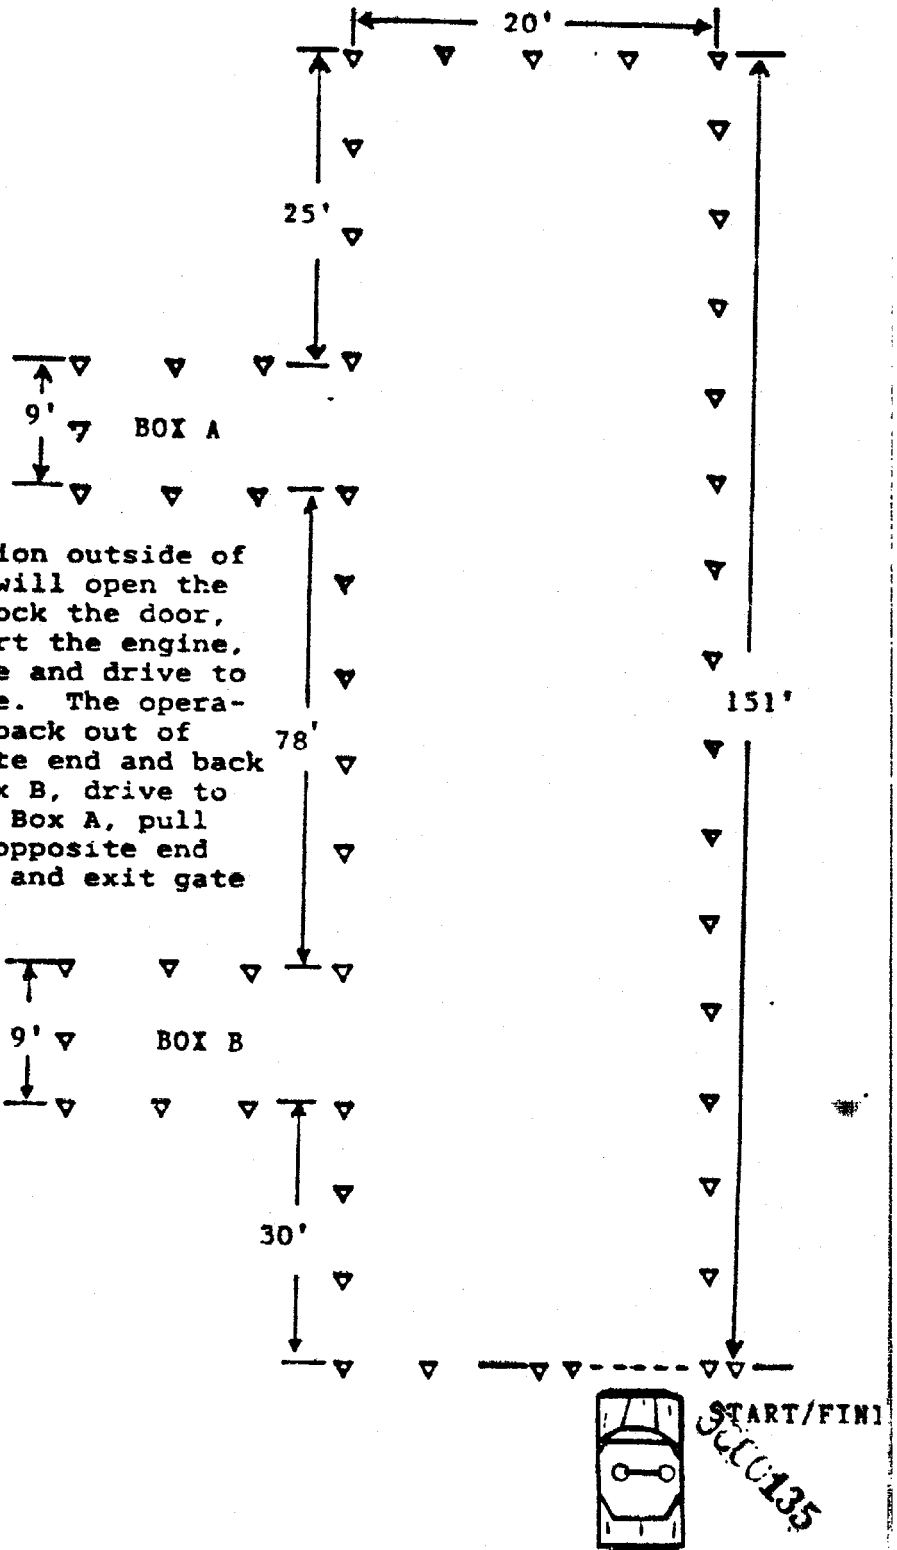 20'
25'
9'
BOX A
ion outside of
will open the
ock the door,
rt the engine,
e and drive to
e. The opera-
back out of
te end and back
x B, drive to
Box A, pull
opposite end
and exit gate
78'
151'
9'
BOX B
30'
START/FINI
135